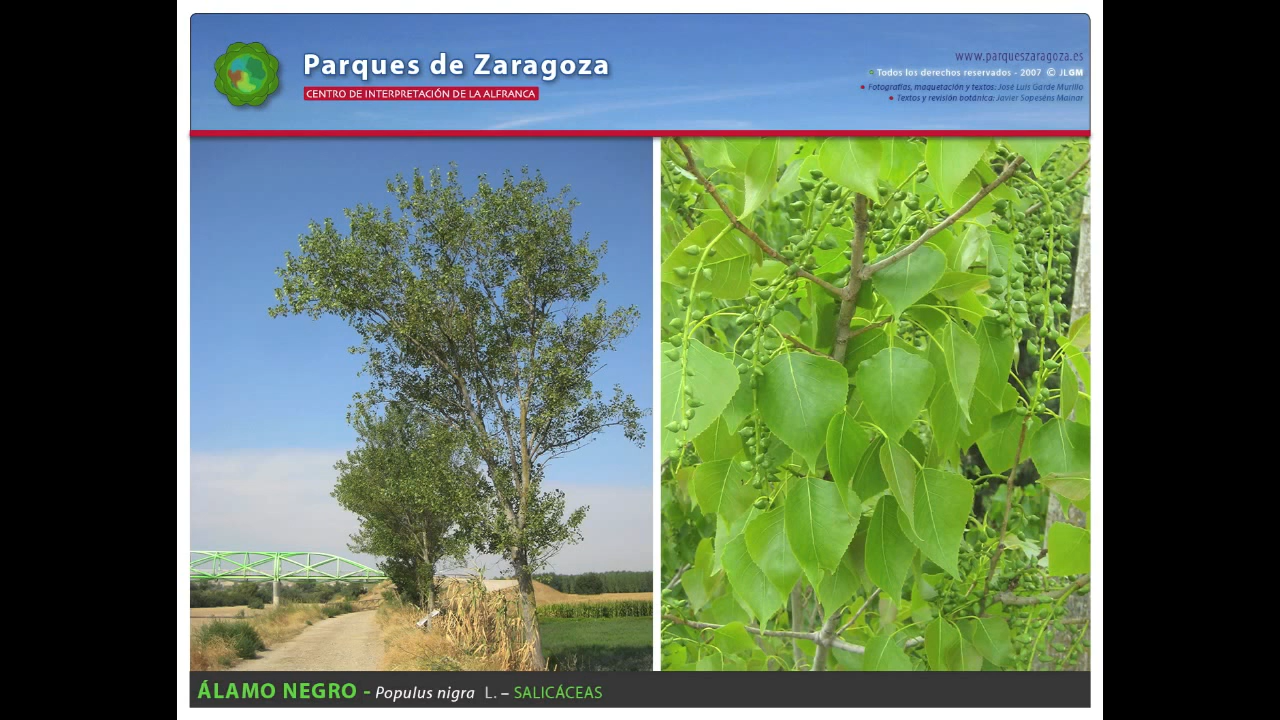 Parques de Zaragoza
CENTRO DE INTERPRETACIÓN DE LA ALFRANCA
www.parqueszaragoza.es
Todos los derechos reservados - 2007 © JLGM
Fotografías, maquetación y textos: José Luis Garde Murillo
Textos y revisión botánica: Javier Sopeséns Mainar
ÁLAMO NEGRO - Populus nigra L. – SALICÁCEAS